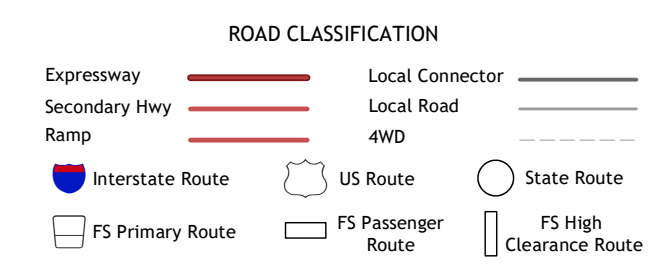 ROAD CLASSIFICATION
Expressway
Local Connector
Secondary Hwy
Local Road
Ramp
4WD
Interstate Route
US Route
State Route
FS Primary Route
FS Passenger
Route
FS High
Clearance Route